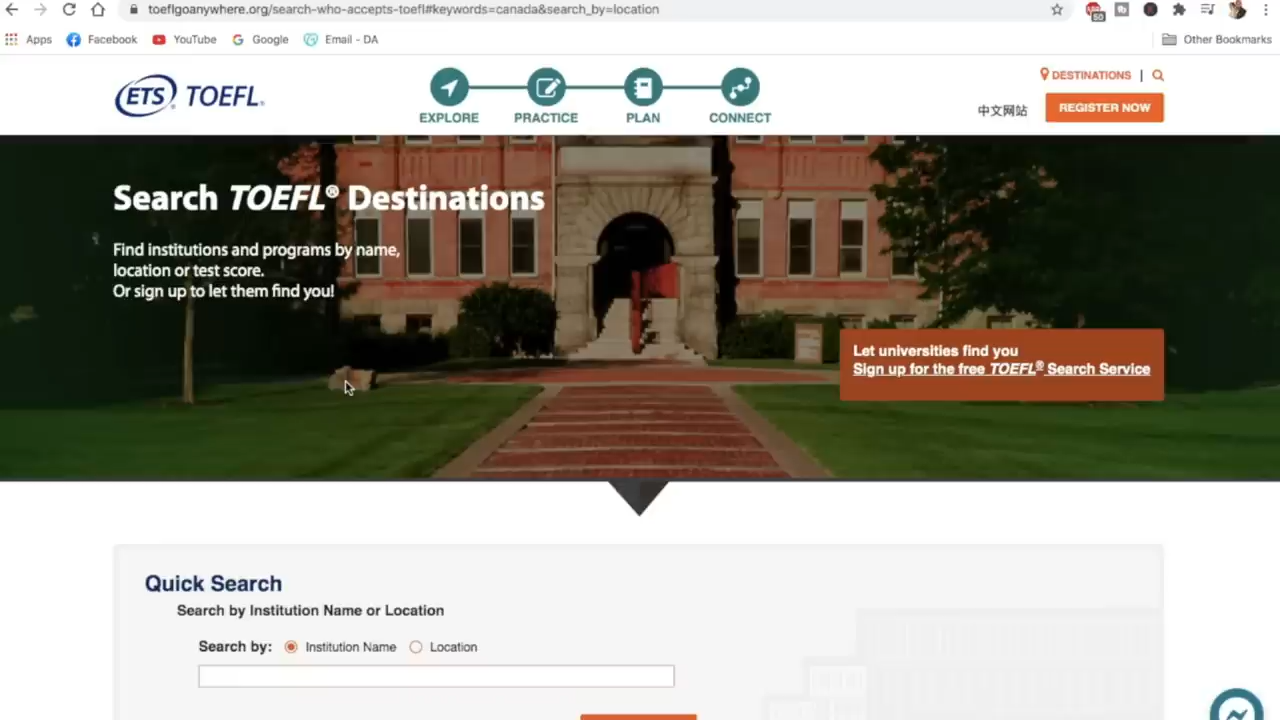 toeflgoanywhere.org/search-who-accepts-toefl#keywords=canada&search_by=location
50
Apps Facebook YouTube Google Email - DA Other Bookmarks
ETS TOEFL
EXPLORE PRACTICE PLAN CONNECT
DESTINATIONS |
中文网站 REGISTER NOW
Search TOEFL® Destinations
Find institutions and programs by name,
location or test score.
Or sign up to let them find you!
Let universities find you
Sign up for the free TOEFL® Search Service
Quick Search
Search by Institution Name or Location
Search by: Institution Name Location